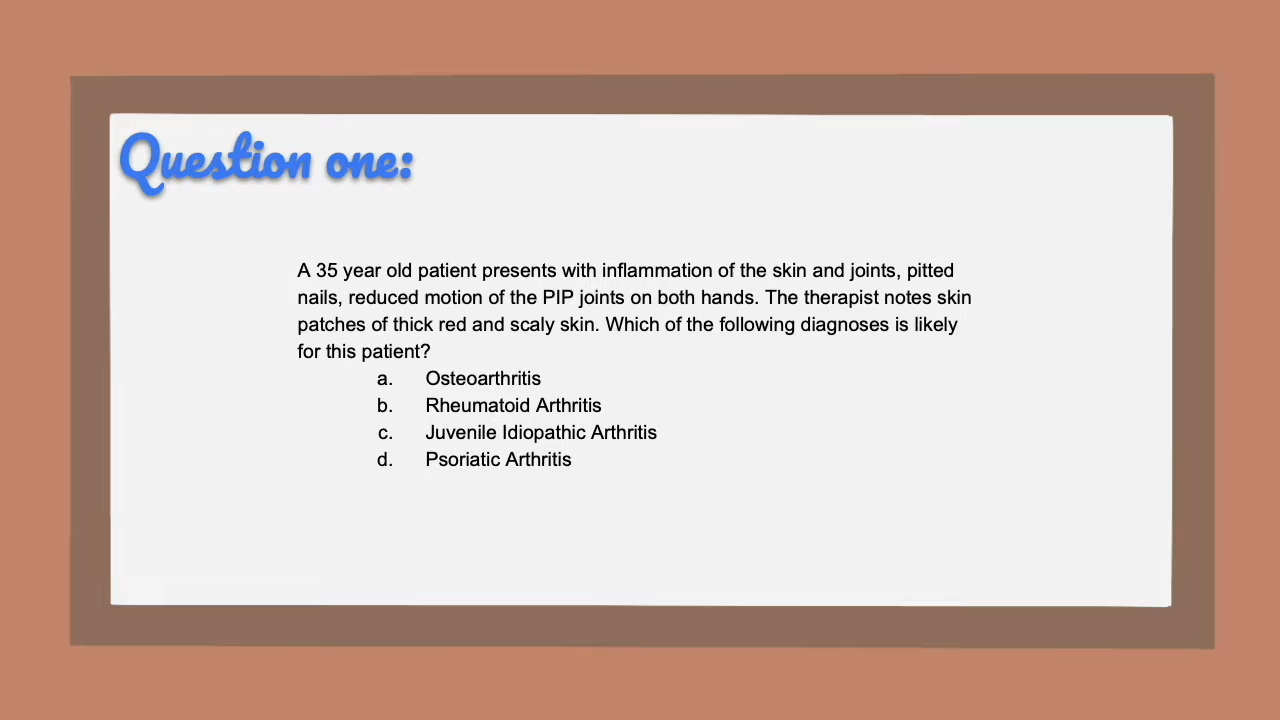 Question one:
A 35 year old patient presents with inflammation of the skin and joints, pitted
nails, reduced motion of the PIP joints on both hands. The therapist notes skin
patches of thick red and scaly skin. Which of the following diagnoses is likely
for this patient?
a. Osteoarthritis
b. Rheumatoid Arthritis
c. Juvenile Idiopathic Arthritis
d. Psoriatic Arthritis